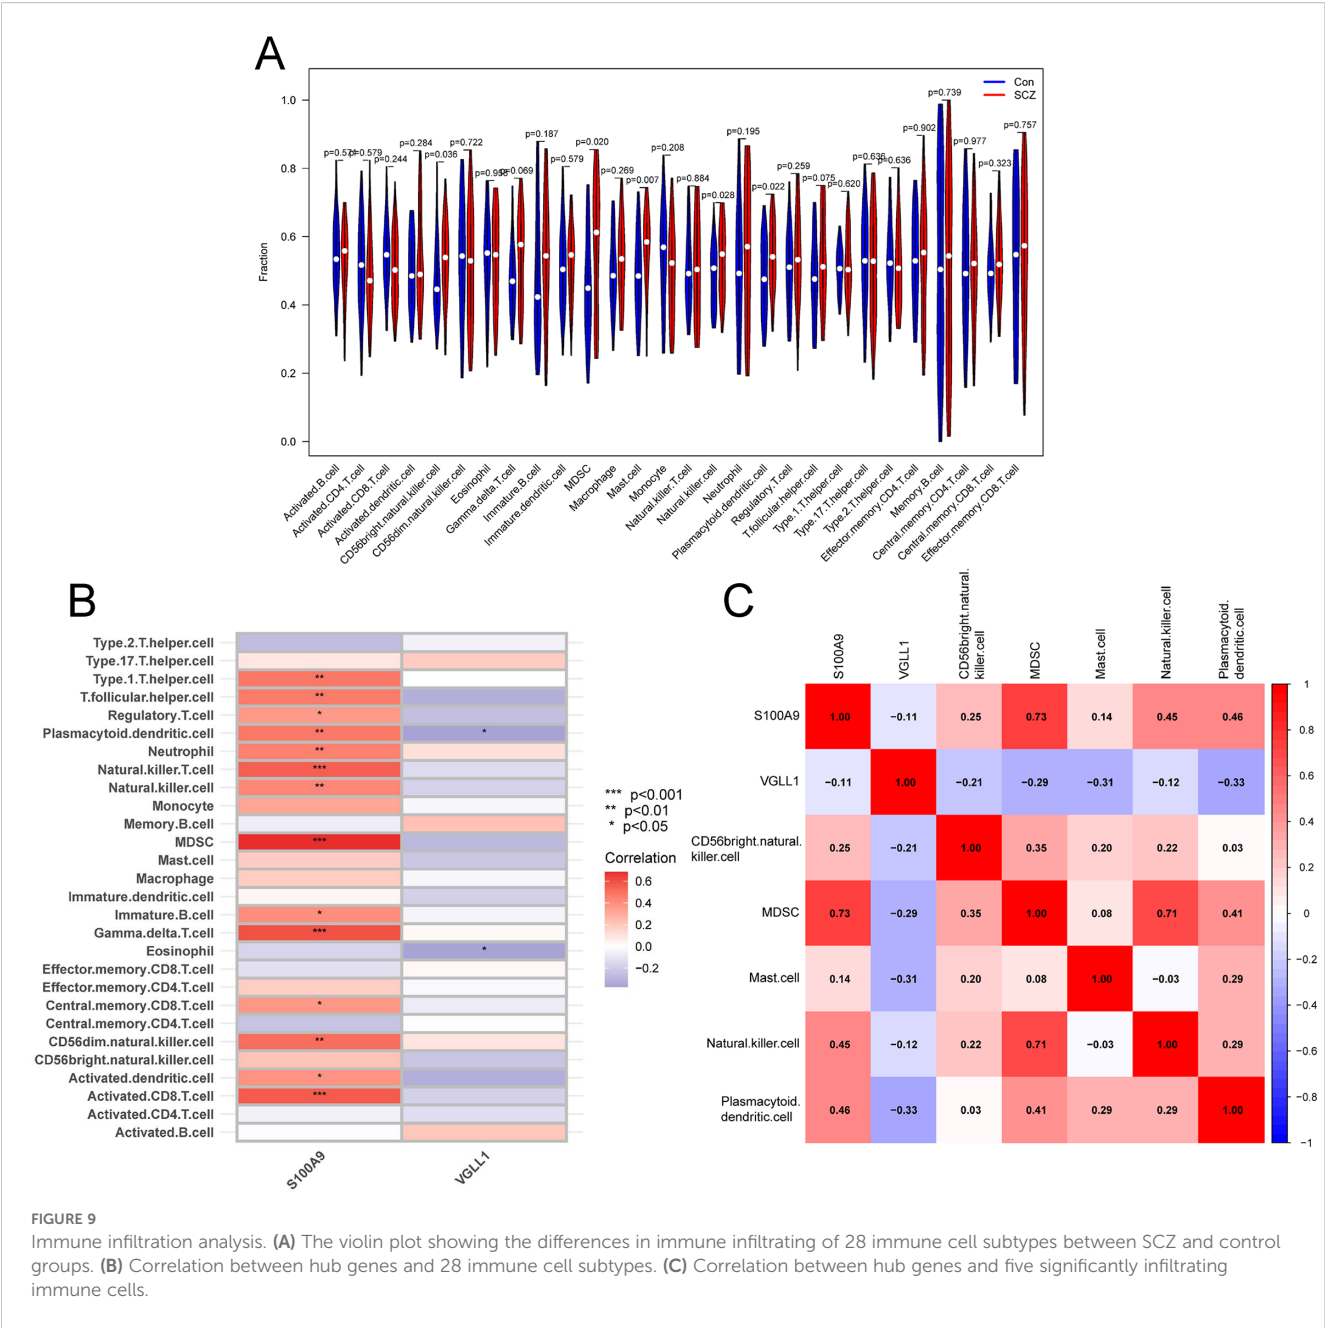 A
Con
SCZ
Fraction
1.0
0.8
0.6
0.4
0.2
0.0
p=0.579
p=0.244
p=0.284
p=0.036
p=0.722
p=0.069
p=0.187
p=0.579
p=0.020
p=0.269
p=0.007
p=0.208
p=0.884
p=0.028
p=0.195
p=0.022
p=0.259
p=0.075
p=0.620
p=0.636
p=0.636
p=0.902
p=0.739
p=0.977
p=0.323
p=0.757
Activated.B.cell
Activated.CD4.T.cell
Activated.CD8.T.cell
Activated.dendritic.cell
CD56bright.natural.killer.cell
CD56dim.natural.killer.cell
Eosinophil
Gamma.delta.T.cell
Immature.B.cell
Immature.dendritic.cell
MDSC
Macrophage
Mast.cell
Monocyte
Natural.killer.T.cell
Natural.killer.cell
Neutrophil
Plasmacytoid.dendritic.cell
Regulatory.T.cell
T.follicular.helper.cell
Type.1.T.helper.cell
Type.17.T.helper.cell
Type.2.T.helper.cell
Effector.memory.CD4.T.cell
Memory.B.cell
Central.memory.CD4.T.cell
Central.memory.CD8.T.cell
Effector.memory.CD8.T.cell
B
Type.2.T.helper.cell
Type.17.T.helper.cell
Type.1.T.helper.cell **
T.follicular.helper.cell **
Regulatory.T.cell *
Plasmacytoid.dendritic.cell ** *
Neutrophil **
Natural.killer.T.cell ***
Natural.killer.cell **
Monocyte
Memory.B.cell
MDSC ***
Mast.cell
Macrophage
Immature.dendritic.cell
Immature.B.cell *
Gamma.delta.T.cell ***
Eosinophil *
Effector.memory.CD8.T.cell
Effector.memory.CD4.T.cell
Central.memory.CD8.T.cell *
Central.memory.CD4.T.cell
CD56dim.natural.killer.cell **
CD56bright.natural.killer.cell
Activated.dendritic.cell *
Activated.CD8.T.cell ***
Activated.CD4.T.cell
Activated.B.cell
S100A9
VGLL1
*** p<0.001
** p<0.01
* p<0.05
Correlation
0.6
0.4
0.2
0.0
−0.2
C
S100A9
VGLL1
CD56bright.natural.
killer.cell
MDSC
Mast.cell
Natural.killer.cell
Plasmacytoid.
dendritic.cell
S100A9 1.00 −0.11 0.25 0.73 0.14 0.45 0.46
VGLL1 −0.11 1.00 −0.21 −0.29 −0.31 −0.12 −0.33
CD56bright.natural.
killer.cell
0.25 −0.21 1.00 0.35 0.20 0.22 0.03
MDSC 0.73 −0.29 0.35 1.00 0.08 0.71 0.41
Mast.cell 0.14 −0.31 0.20 0.08 1.00 −0.03 0.29
Natural.killer.cell 0.45 −0.12 0.22 0.71 −0.03 1.00 0.29
Plasmacytoid.
dendritic.cell
0.46 −0.33 0.03 0.41 0.29 0.29 1.00
1
0.8
0.6
0.4
0.2
0
−0.2
−0.4
−0.6
−0.8
−1
FIGURE 9
Immune infiltration analysis. (A) The violin plot showing the differences in immune infiltrating of 28 immune cell subtypes between SCZ and control
groups. (B) Correlation between hub genes and 28 immune cell subtypes. (C) Correlation between hub genes and five significantly infiltrating
immune cells.